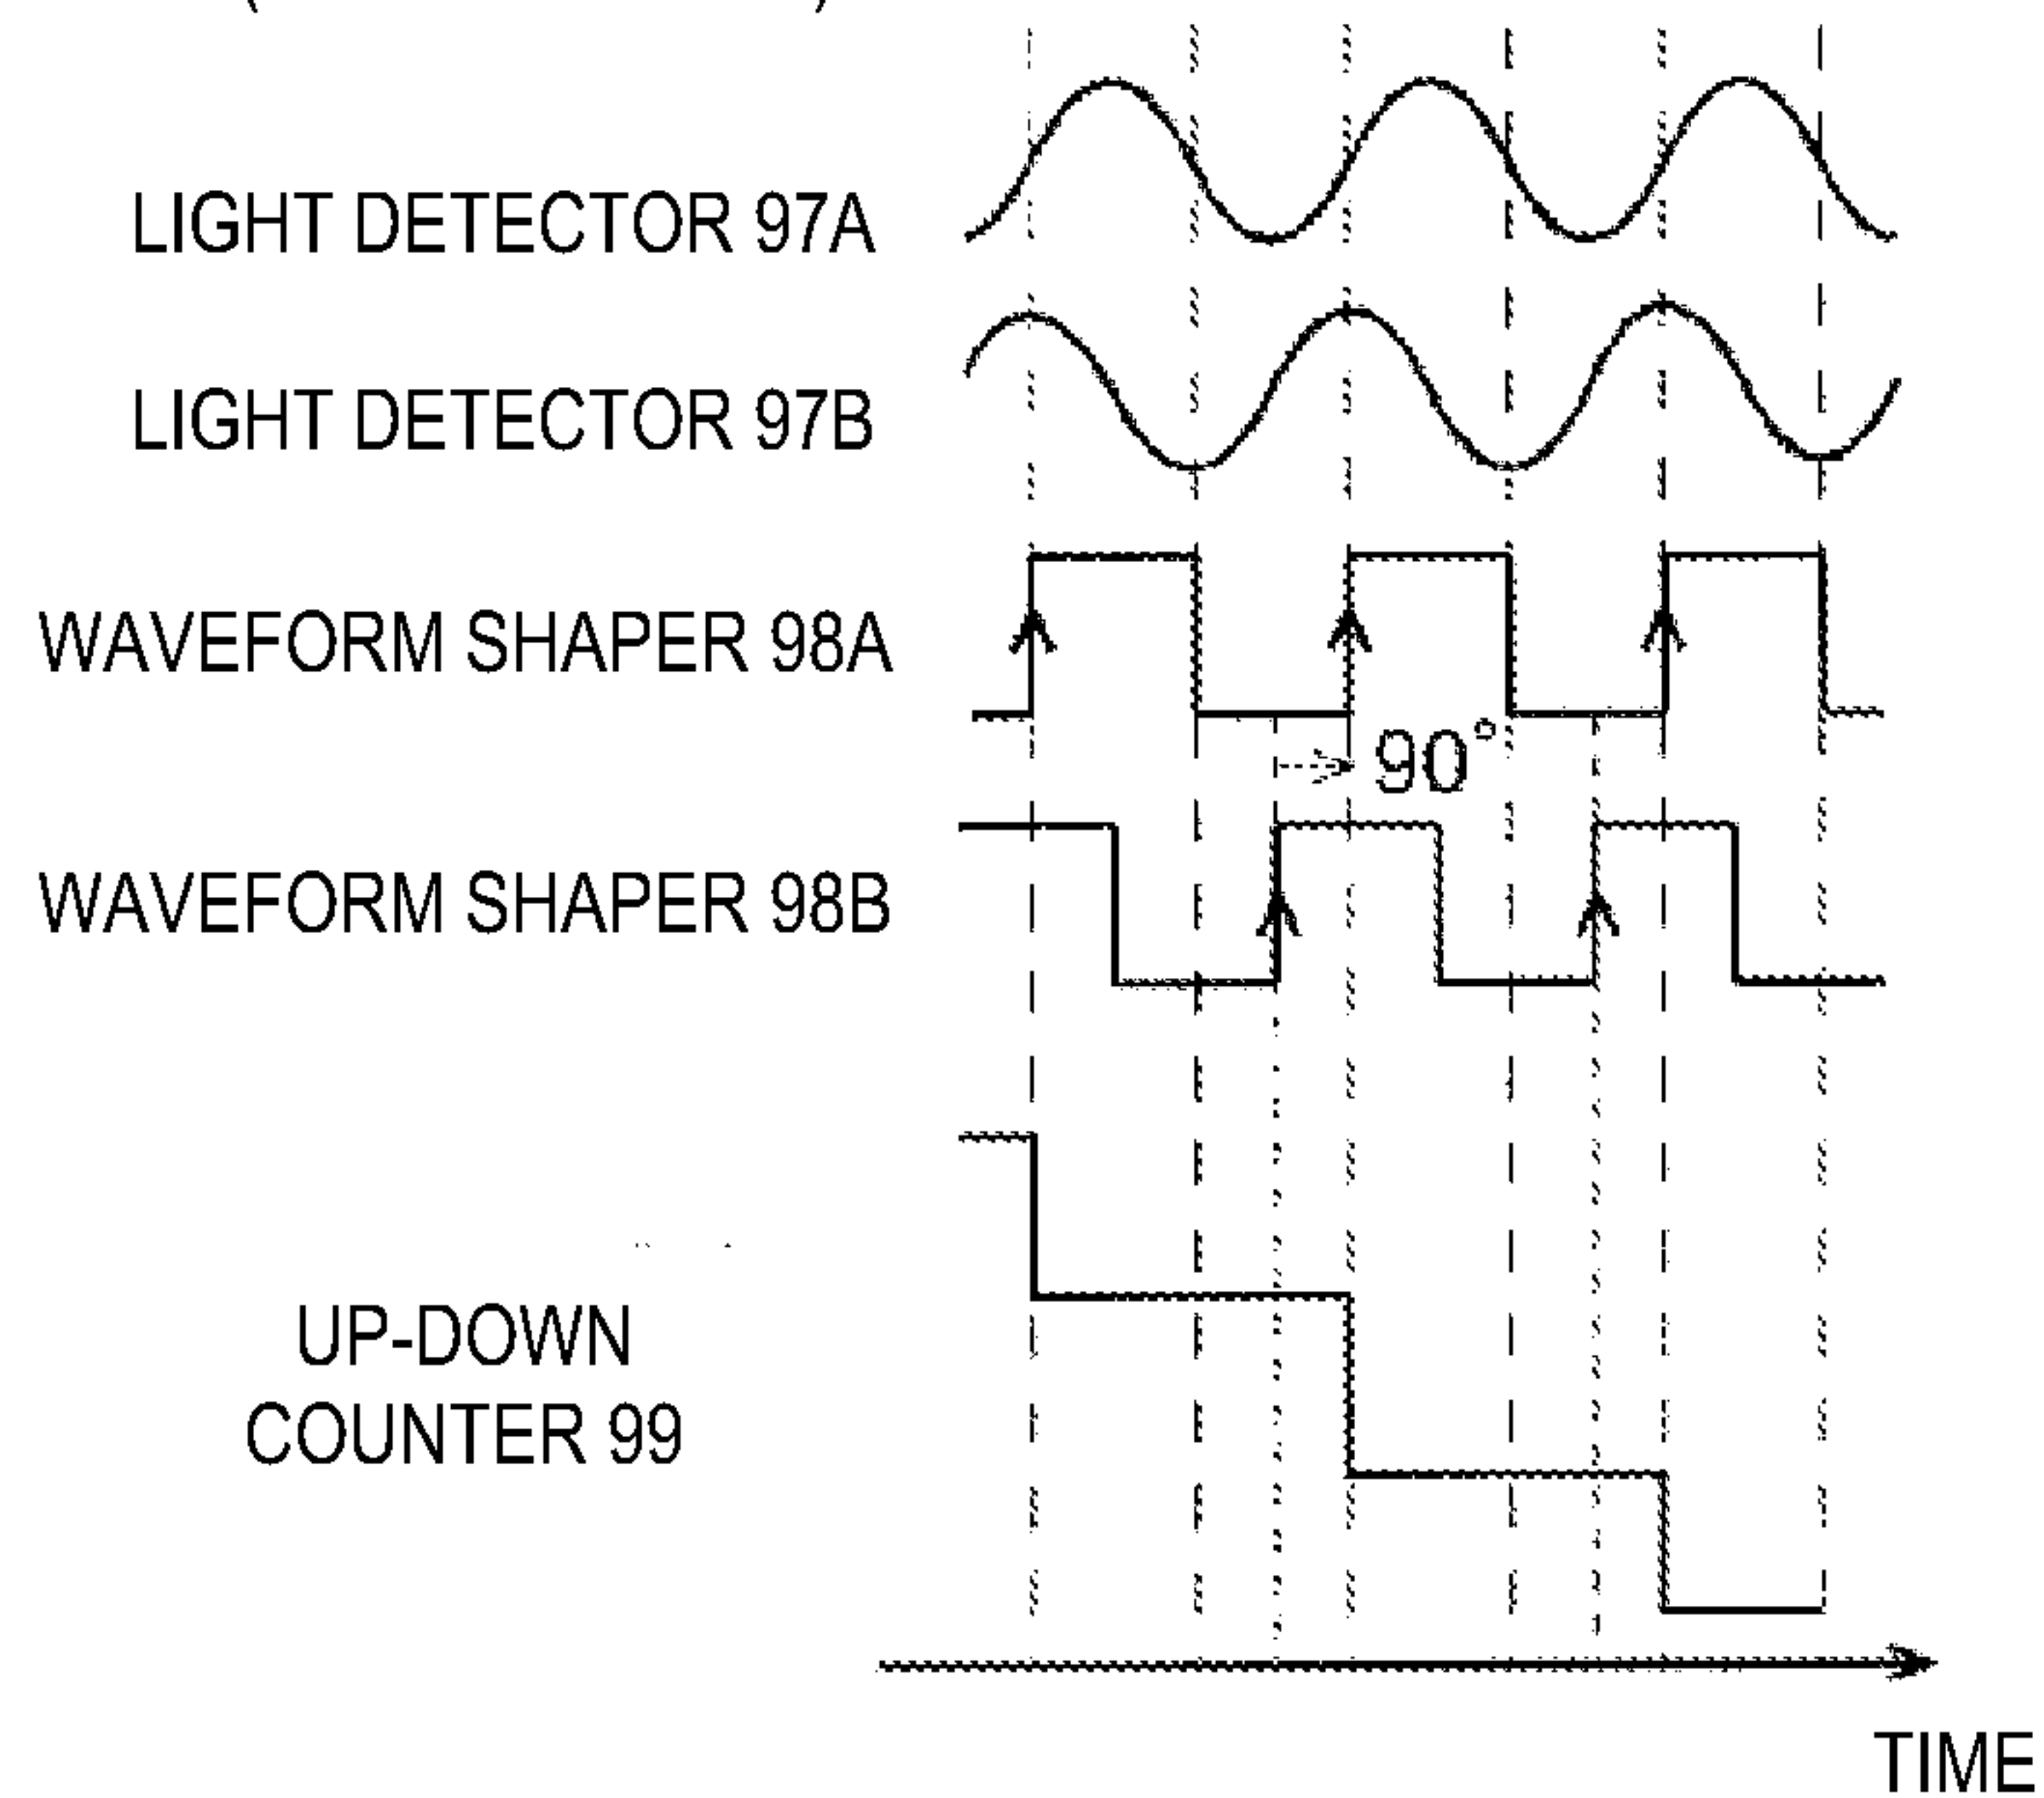 LIGHT DETECTOR 97A
LIGHT DETECTOR 97B
WAVEFORM SHAPER 98A
90°
WAVEFORM SHAPER 98B
UP-DOWN
COUNTER 99
TIME